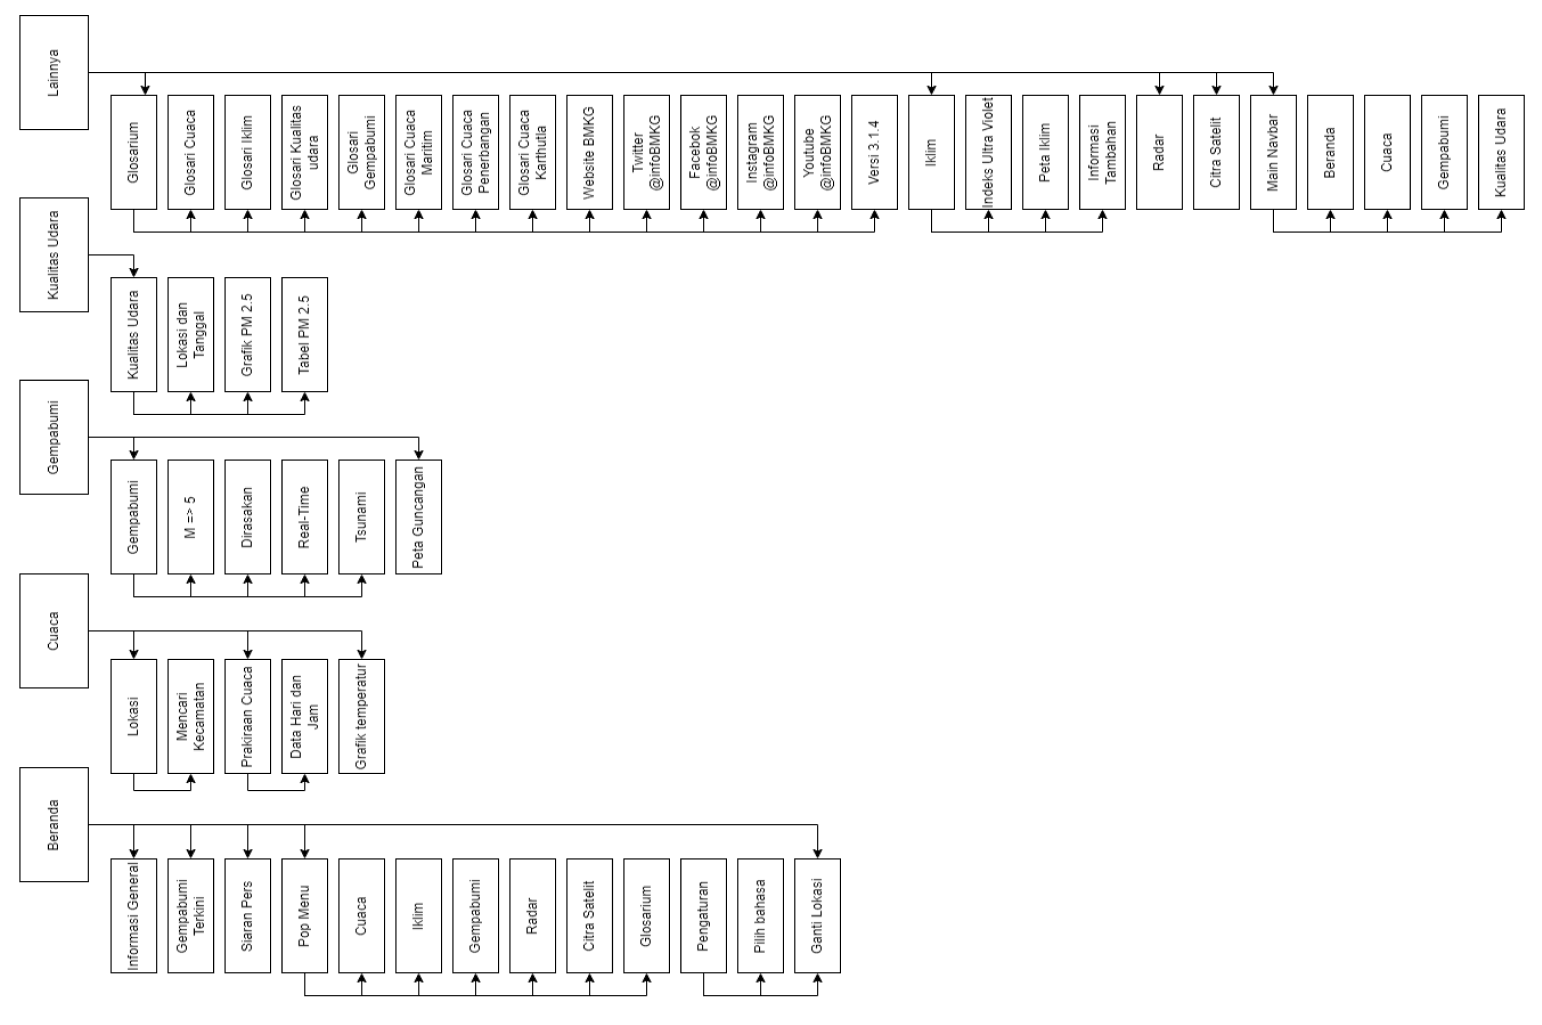 Beranda
Informasi General
Gempabumi
Terkini
Siaran Pers
Pop Menu
Cuaca
Iklim
Gempabumi
Radar
Citra Satelit
Glosarium
Pengaturan
Pilih bahasa
Ganti Lokasi
Cuaca
Lokasi
Mencari
Kecamatan
Prakiraan Cuaca
Data Hari dan
Jam
Grafik temperatur
Gempabumi
Gempabumi
M => 5
Dirasakan
Real-Time
Tsunami
Peta Guncangan
Kualitas Udara
Kualitas Udara
Lokasi dan
Tanggal
Grafik PM 2.5
Tabel PM 2.5
Lainnya
Glosarium
Glosari Cuaca
Glosari Iklim
Glosari Kualitas
udara
Glosari
Gempabumi
Glosari Cuaca
Maritim
Glosari Cuaca
Penerbangan
Glosari Cuaca
Karthutla
Website BMKG
Twitter
@infoBMKG
Facebok
@infoBMKG
Instagram
@infoBMKG
Youtube
@infoBMKG
Versi 3.1.4
Iklim
Indeks Ultra Violet
Peta Iklim
Informasi
Tambahan
Radar
Citra Satelit
Main Navbar
Beranda
Cuaca
Gempabumi
Kualitas Udara